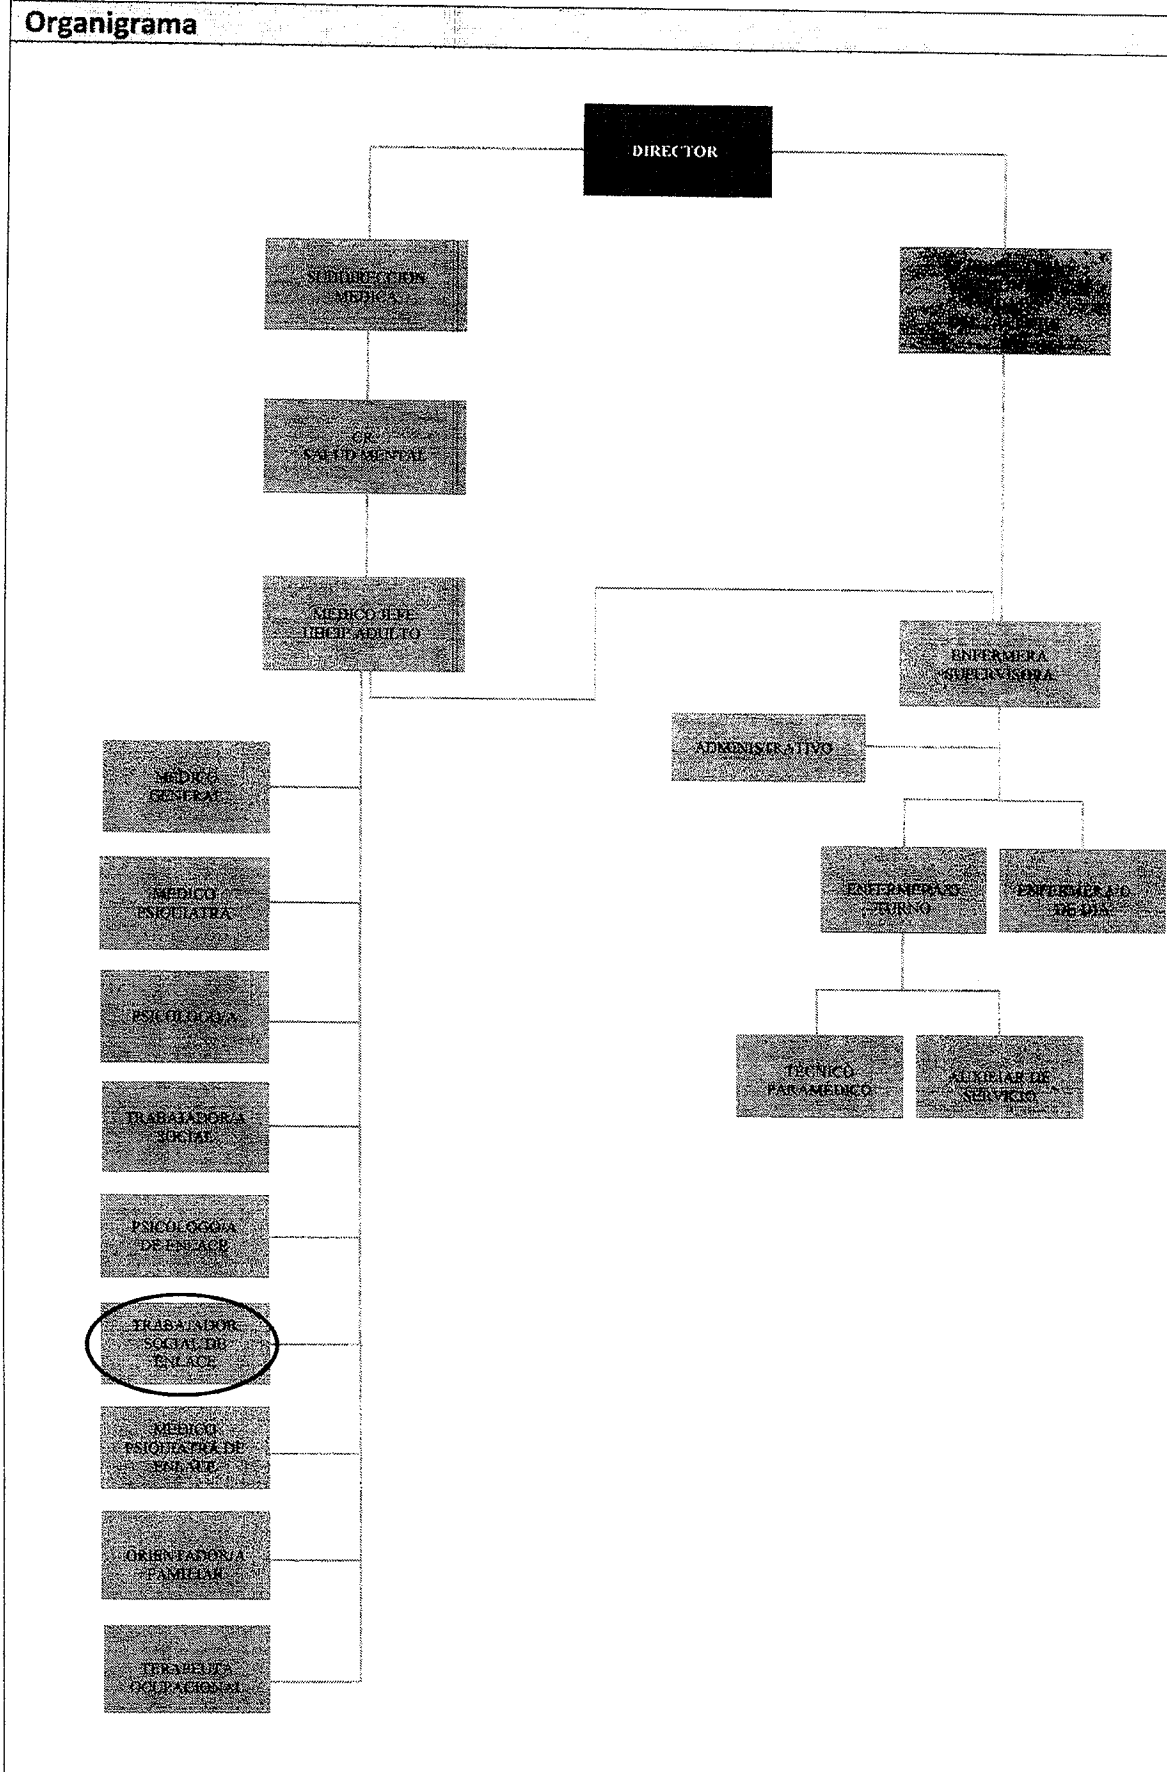 Organigrama
DIRECTOR
SUBDIRECCION
MEDICA
CR.
SALUD MENTAL
MEDICO JEFE
UHCIP ADULTO
ENFERMERA
SUPERVISORA
ADMINISTRATIVO
MEDICO
GENERAL
MEDICO
PSIQUIATRA
ENFERMERA/O
TURNO
ENFERMERA/O
DE DIA
PSICOLOGO/A
TECNICO
PARAMEDICO
AUXILIAR DE
SERVICIO
TRABAJADOR/A
SOCIAL
PSICOLOGO/A
DE ENLACE
TRABAJADOR
SOCIAL DE
ENLACE
MEDICO
PSIQUIATRA DE
ENLACE
ORIENTADOR/A
FAMILIAR
TERAPEUTA
OCUPACIONAL